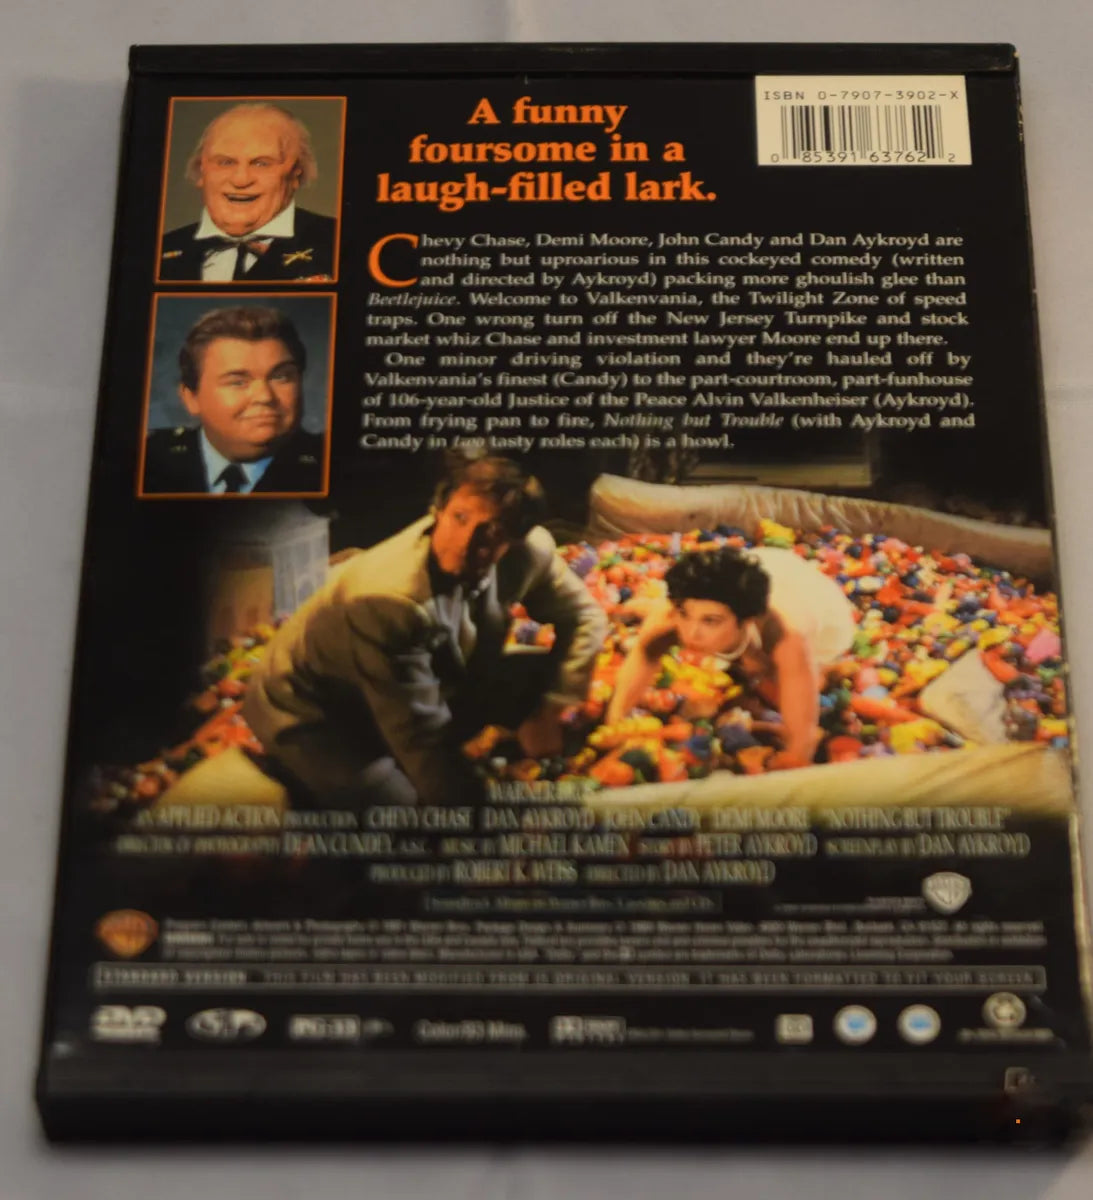 ISBN 0-7907-3902-X
0 85391 63762 2
A funny
foursome in a
laugh-filled lark.
Chevy Chase, Demi Moore, John Candy and Dan Aykroyd are
nothing but uproarious in this cockeyed comedy (written
and directed by Aykroyd) packing more ghoulish glee than
Beetlejuice. Welcome to Valkenvania, the Twilight Zone of speed
traps. One wrong turn off the New Jersey Turnpike and stock
market whiz Chase and investment lawyer Moore end up there.
One minor driving violation and they're hauled off by
Valkenvania's finest (Candy) to the part-courtroom, part-funhouse
of 106-year-old Justice of the Peace Alvin Valkenheiser (Aykroyd).
From frying pan to fire, Nothing but Trouble (with Aykroyd and
Candy in two tasty roles each) is a howl.
WARNER BROS.
AN APPLIED ACTION PRODUCTION CHEVY CHASE DAN AYKROYD JOHN CANDY DEMI MOORE "NOTHING BUT TROUBLE"
DIRECTOR OF PHOTOGRAPHY DEAN CUNDEY, A.S.C. MUSIC BY MICHAEL KAMEN STORY BY PETER AYKROYD SCREENPLAY BY DAN AYKROYD
PRODUCED BY ROBERT K. WEISS DIRECTED BY DAN AYKROYD
STANDARD VERSION THIS FILM HAS BEEN MODIFIED FROM ITS ORIGINAL VERSION. IT HAS BEEN FORMATTED TO FIT YOUR SCREEN.
DVD PG-13 Color/93 Mins.